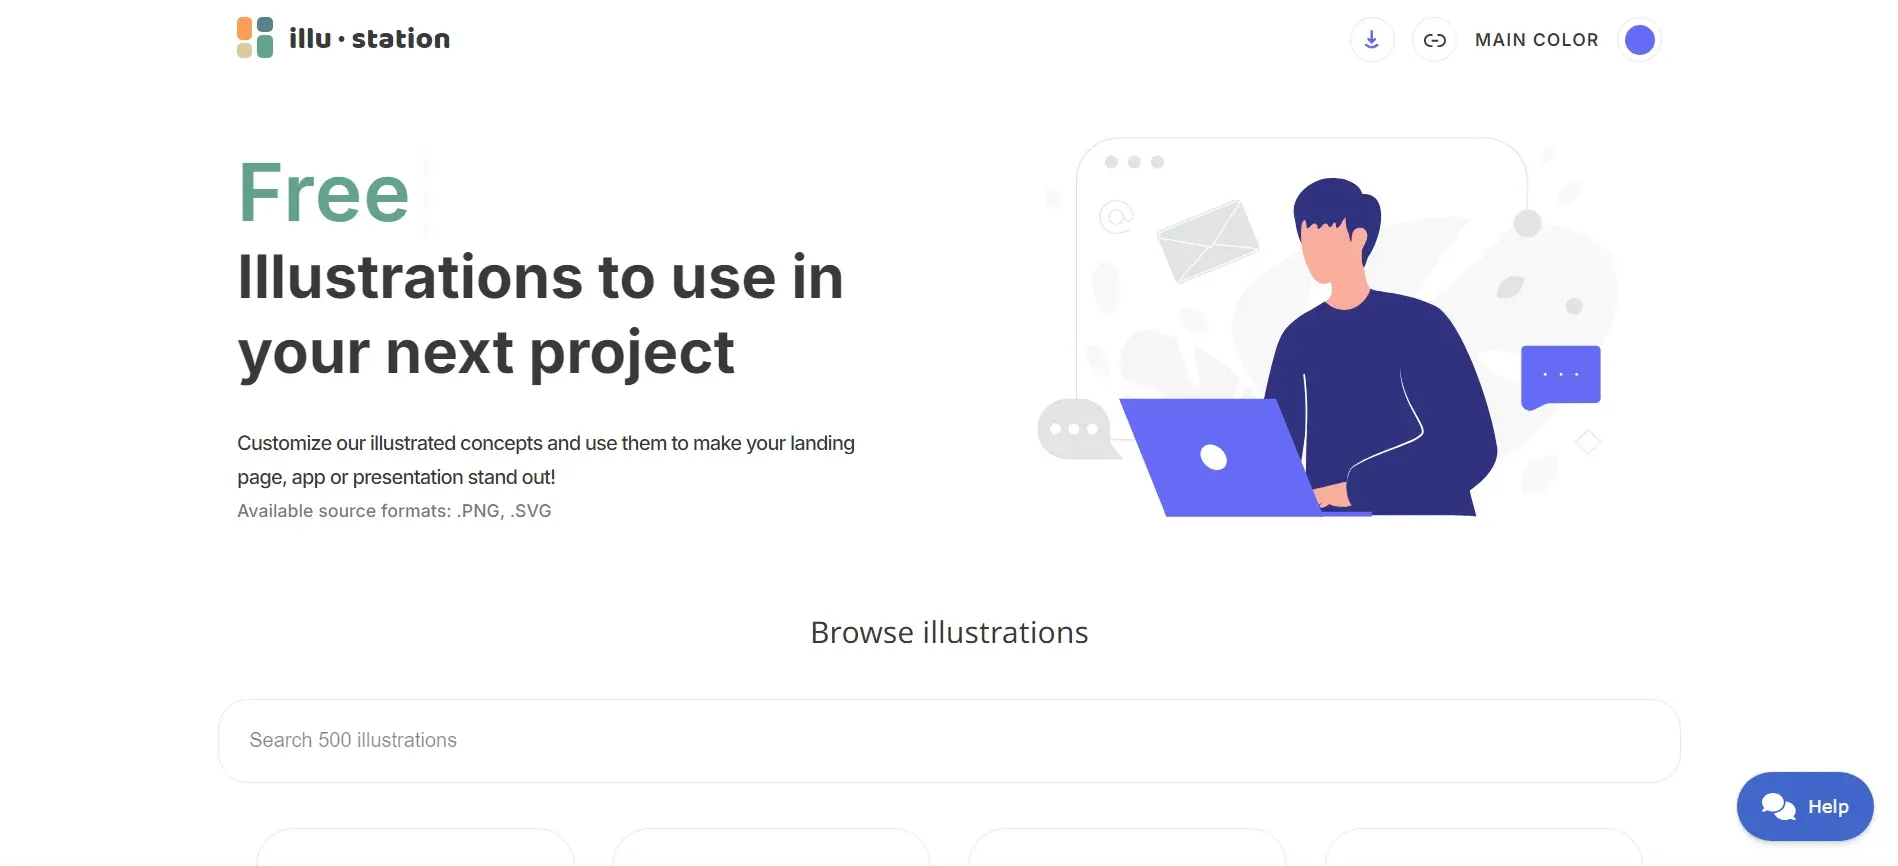 illu · station
MAIN COLOR
Free
Illustrations to use in
your next project
Customize our illustrated concepts and use them to make your landing
page, app or presentation stand out!
Available source formats: .PNG, .SVG
@
Browse illustrations
Search 500 illustrations
Help